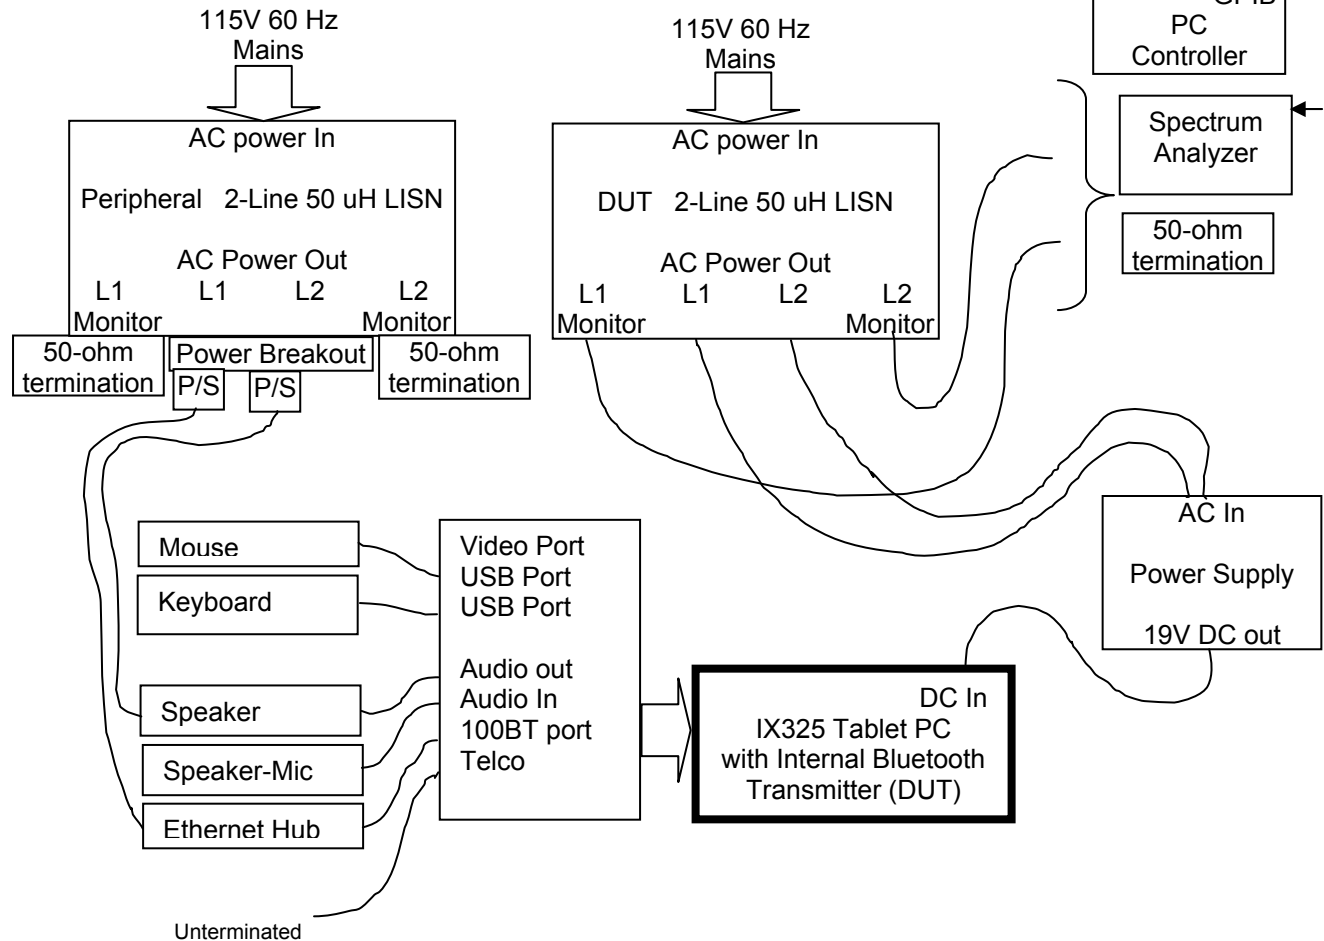 115V 60 Hz
Mains
AC power In
Peripheral 2-Line 50 uH LISN
AC Power Out
L1 L1 L2 L2
Monitor Monitor
50-ohm
termination
Power Breakout
P/S P/S
50-ohm
termination
115V 60 Hz
Mains
AC power In
DUT 2-Line 50 uH LISN
AC Power Out
L1 L1 L2 L2
Monitor Monitor
PC
Controller
Spectrum
Analyzer
50-ohm
termination
AC In
Power Supply
19V DC out
Mouse
Keyboard
Speaker
Speaker-Mic
Ethernet Hub
Unterminated
Video Port
USB Port
USB Port
Audio out
Audio In
100BT port
Telco
DC In
IX325 Tablet PC
with Internal Bluetooth
Transmitter (DUT)